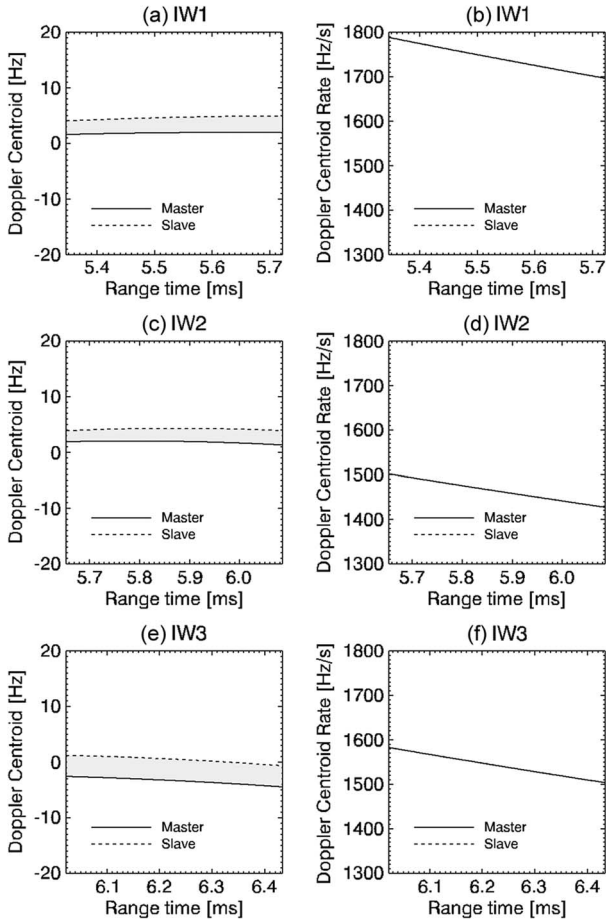 (a) IW1
Doppler Centroid [Hz]
20
10
0
-10
-20
Master
Slave
5.4 5.5 5.6 5.7
Range time [ms]
(b) IW1
Doppler Centroid Rate [Hz/s]
1800
1700
1600
1500
1400
1300
Master
Slave
5.4 5.5 5.6 5.7
Range time [ms]
(c) IW2
Doppler Centroid [Hz]
20
10
0
-10
-20
Master
Slave
5.7 5.8 5.9 6.0
Range time [ms]
(d) IW2
Doppler Centroid Rate [Hz/s]
1800
1700
1600
1500
1400
1300
Master
Slave
5.7 5.8 5.9 6.0
Range time [ms]
(e) IW3
Doppler Centroid [Hz]
20
10
0
-10
-20
Master
Slave
6.1 6.2 6.3 6.4
Range time [ms]
(f) IW3
Doppler Centroid Rate [Hz/s]
1800
1700
1600
1500
1400
1300
Master
Slave
6.1 6.2 6.3 6.4
Range time [ms]